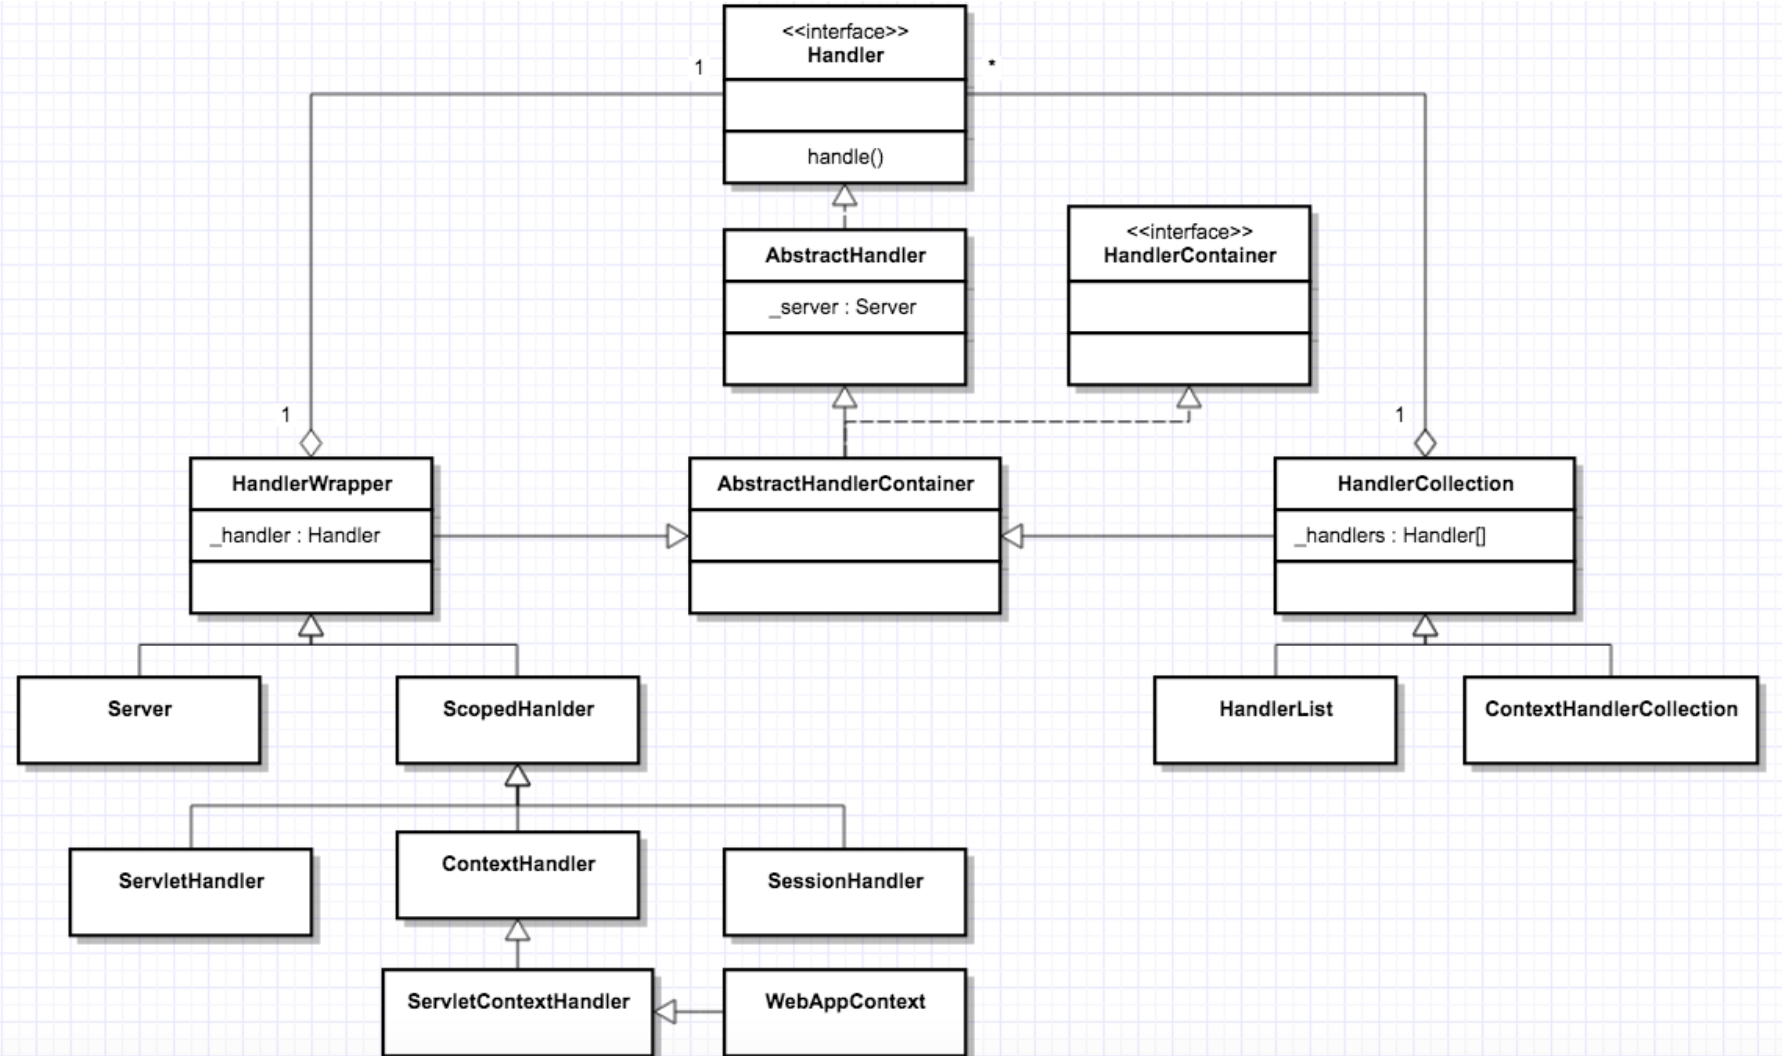 <<interface>>
Handler
1
*
handle()
<<interface>>
HandlerContainer
AbstractHandler
_server : Server
1
1
HandlerWrapper
_handler : Handler
AbstractHandlerContainer
HandlerCollection
_handlers : Handler[]
Server
ScopedHanlder
HandlerList
ContextHandlerCollection
ServletHandler
ContextHandler
SessionHandler
ServletContextHandler
WebAppContext